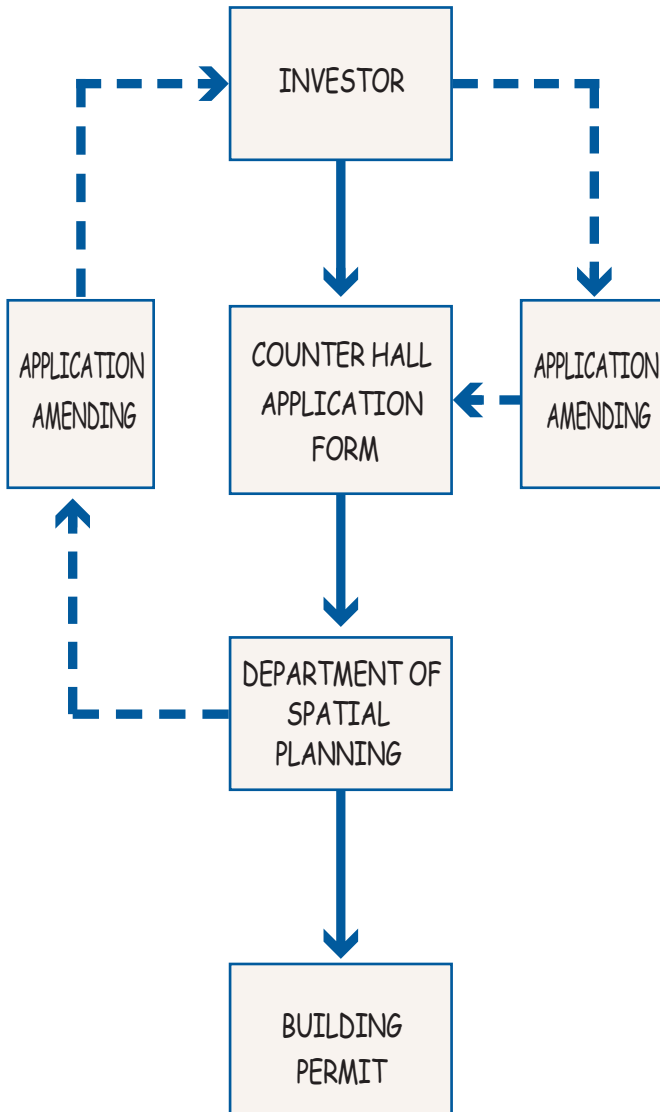 INVESTOR
APPLICATION
AMENDING
COUNTER HALL
APPLICATION
FORM
APPLICATION
AMENDING
DEPARTMENT OF
SPATIAL
PLANNING
BUILDING
PERMIT